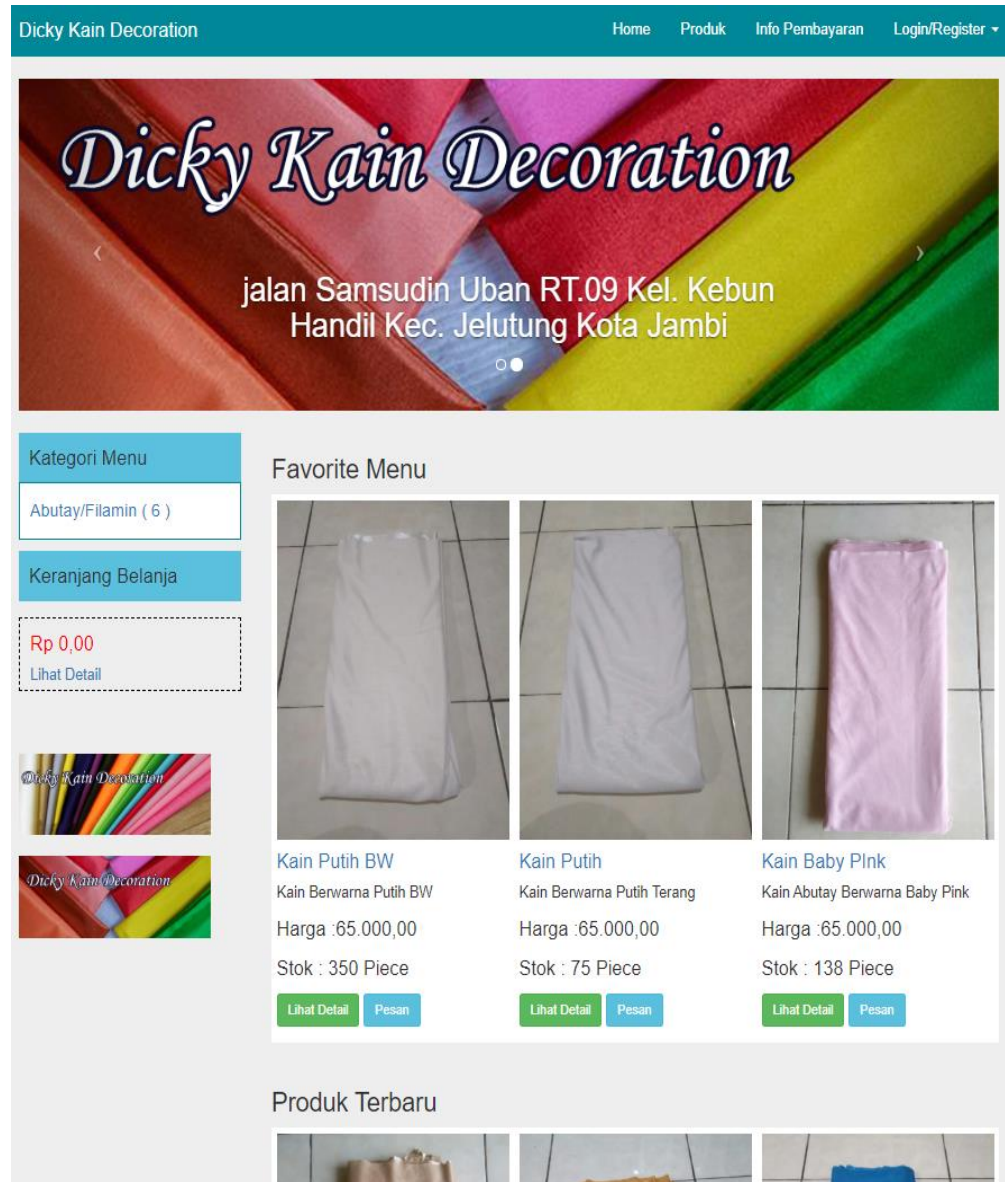 Dicky Kain Decoration
Home Produk Info Pembayaran Login/Register
Dicky Kain Decoration
jalan Samsudin Uban RT.09 Kel. Kebun
Handil Kec. Jelutung Kota Jambi
Kategori Menu
Abutay/Filamin ( 6 )
Keranjang Belanja
Rp 0,00
Lihat Detail
Dicky Kain Decoration
Dicky Kain Decoration
Favorite Menu
Kain Putih BW
Kain Berwarna Putih BW
Harga :65.000,00
Stok : 350 Piece
Lihat Detail Pesan
Kain Putih
Kain Berwarna Putih Terang
Harga :65.000,00
Stok : 75 Piece
Lihat Detail Pesan
Kain Baby PInk
Kain Abutay Berwarna Baby Pink
Harga :65.000,00
Stok : 138 Piece
Lihat Detail Pesan
Produk Terbaru